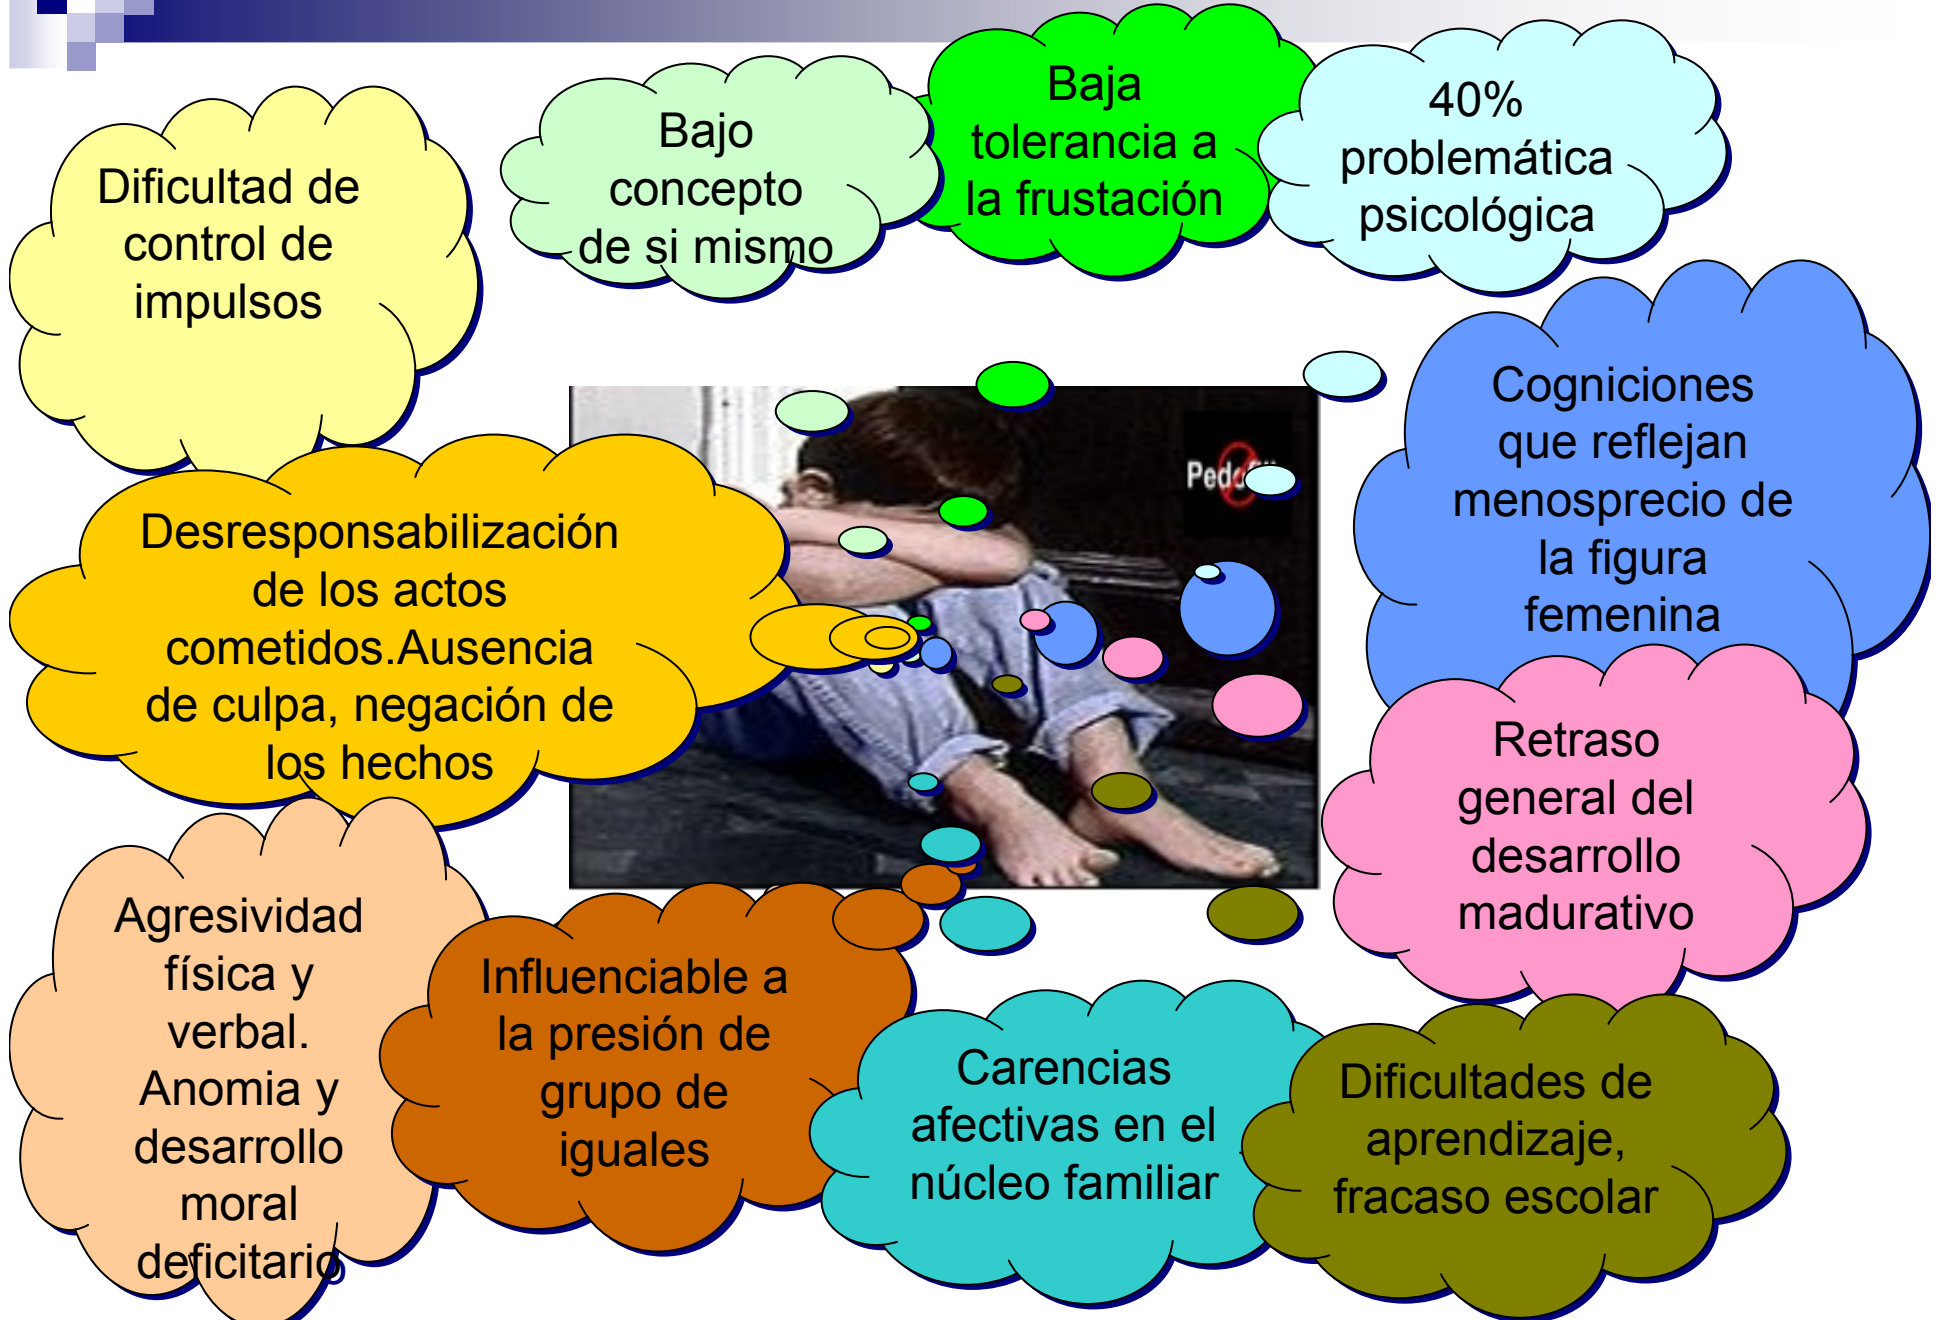 Dificultad de
control de
impulsos
Bajo
concepto
de si mismo
Baja
tolerancia a
la frustación
40%
problemática
psicológica
Cogniciones
que reflejan
menosprecio de
la figura
femenina
Desresponsabilización
de los actos
cometidos.Ausencia
de culpa, negación de
los hechos
Retraso
general del
desarrollo
madurativo
Agresividad
física y
verbal.
Anomia y
desarrollo
moral
deficitario
Influenciable a
la presión de
grupo de
iguales
Carencias
afectivas en el
núcleo familiar
Dificultades de
aprendizaje,
fracaso escolar